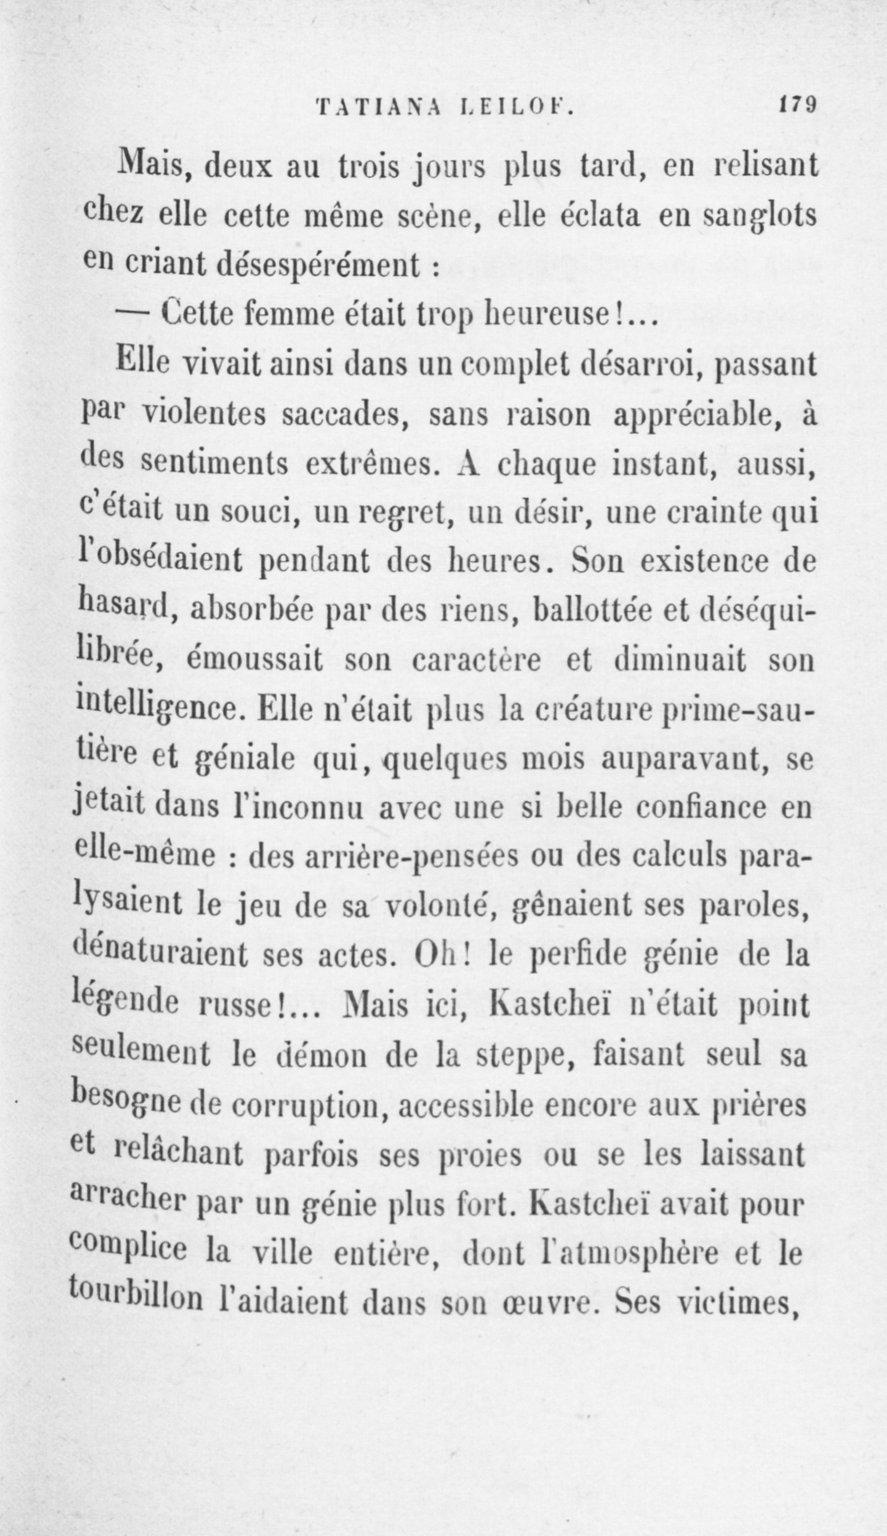 TATIANA LEILOF. 179
Mais, deux au trois jours plus tard, en relisant
chez elle cette même scène, elle éclata en sanglots
en criant désespérément :
— Cette femme était trop heureuse !...
Elle vivait ainsi dans un complet désarroi, passant
par violentes saccades, sans raison appréciable, à
des sentiments extrêmes. A chaque instant, aussi,
c'était un souci, un regret, un désir, une crainte qui
l'obsédaient pendant des heures. Son existence de
hasard, absorbée par des riens, ballottée et déséqui-
librée, émoussait son caractère et diminuait son
intelligence. Elle n'était plus la créature prime-sau-
tière et géniale qui, quelques mois auparavant, se
jetait dans l'inconnu avec une si belle confiance en
elle-même : des arrière-pensées ou des calculs para-
lysaient le jeu de sa volonté, gênaient ses paroles,
dénaturaient ses actes. Oh! le perfide génie de la
légende russe!... Mais ici, Kastcheï n'était point
seulement le démon de la steppe, faisant seul sa
besogne de corruption, accessible encore aux prières
et relâchant parfois ses proies ou se les laissant
arracher par un génie plus fort. Kastcheï avait pour
complice la ville entière, dont l'atmosphère et le
tourbillon l'aidaient dans son œuvre. Ses victimes,